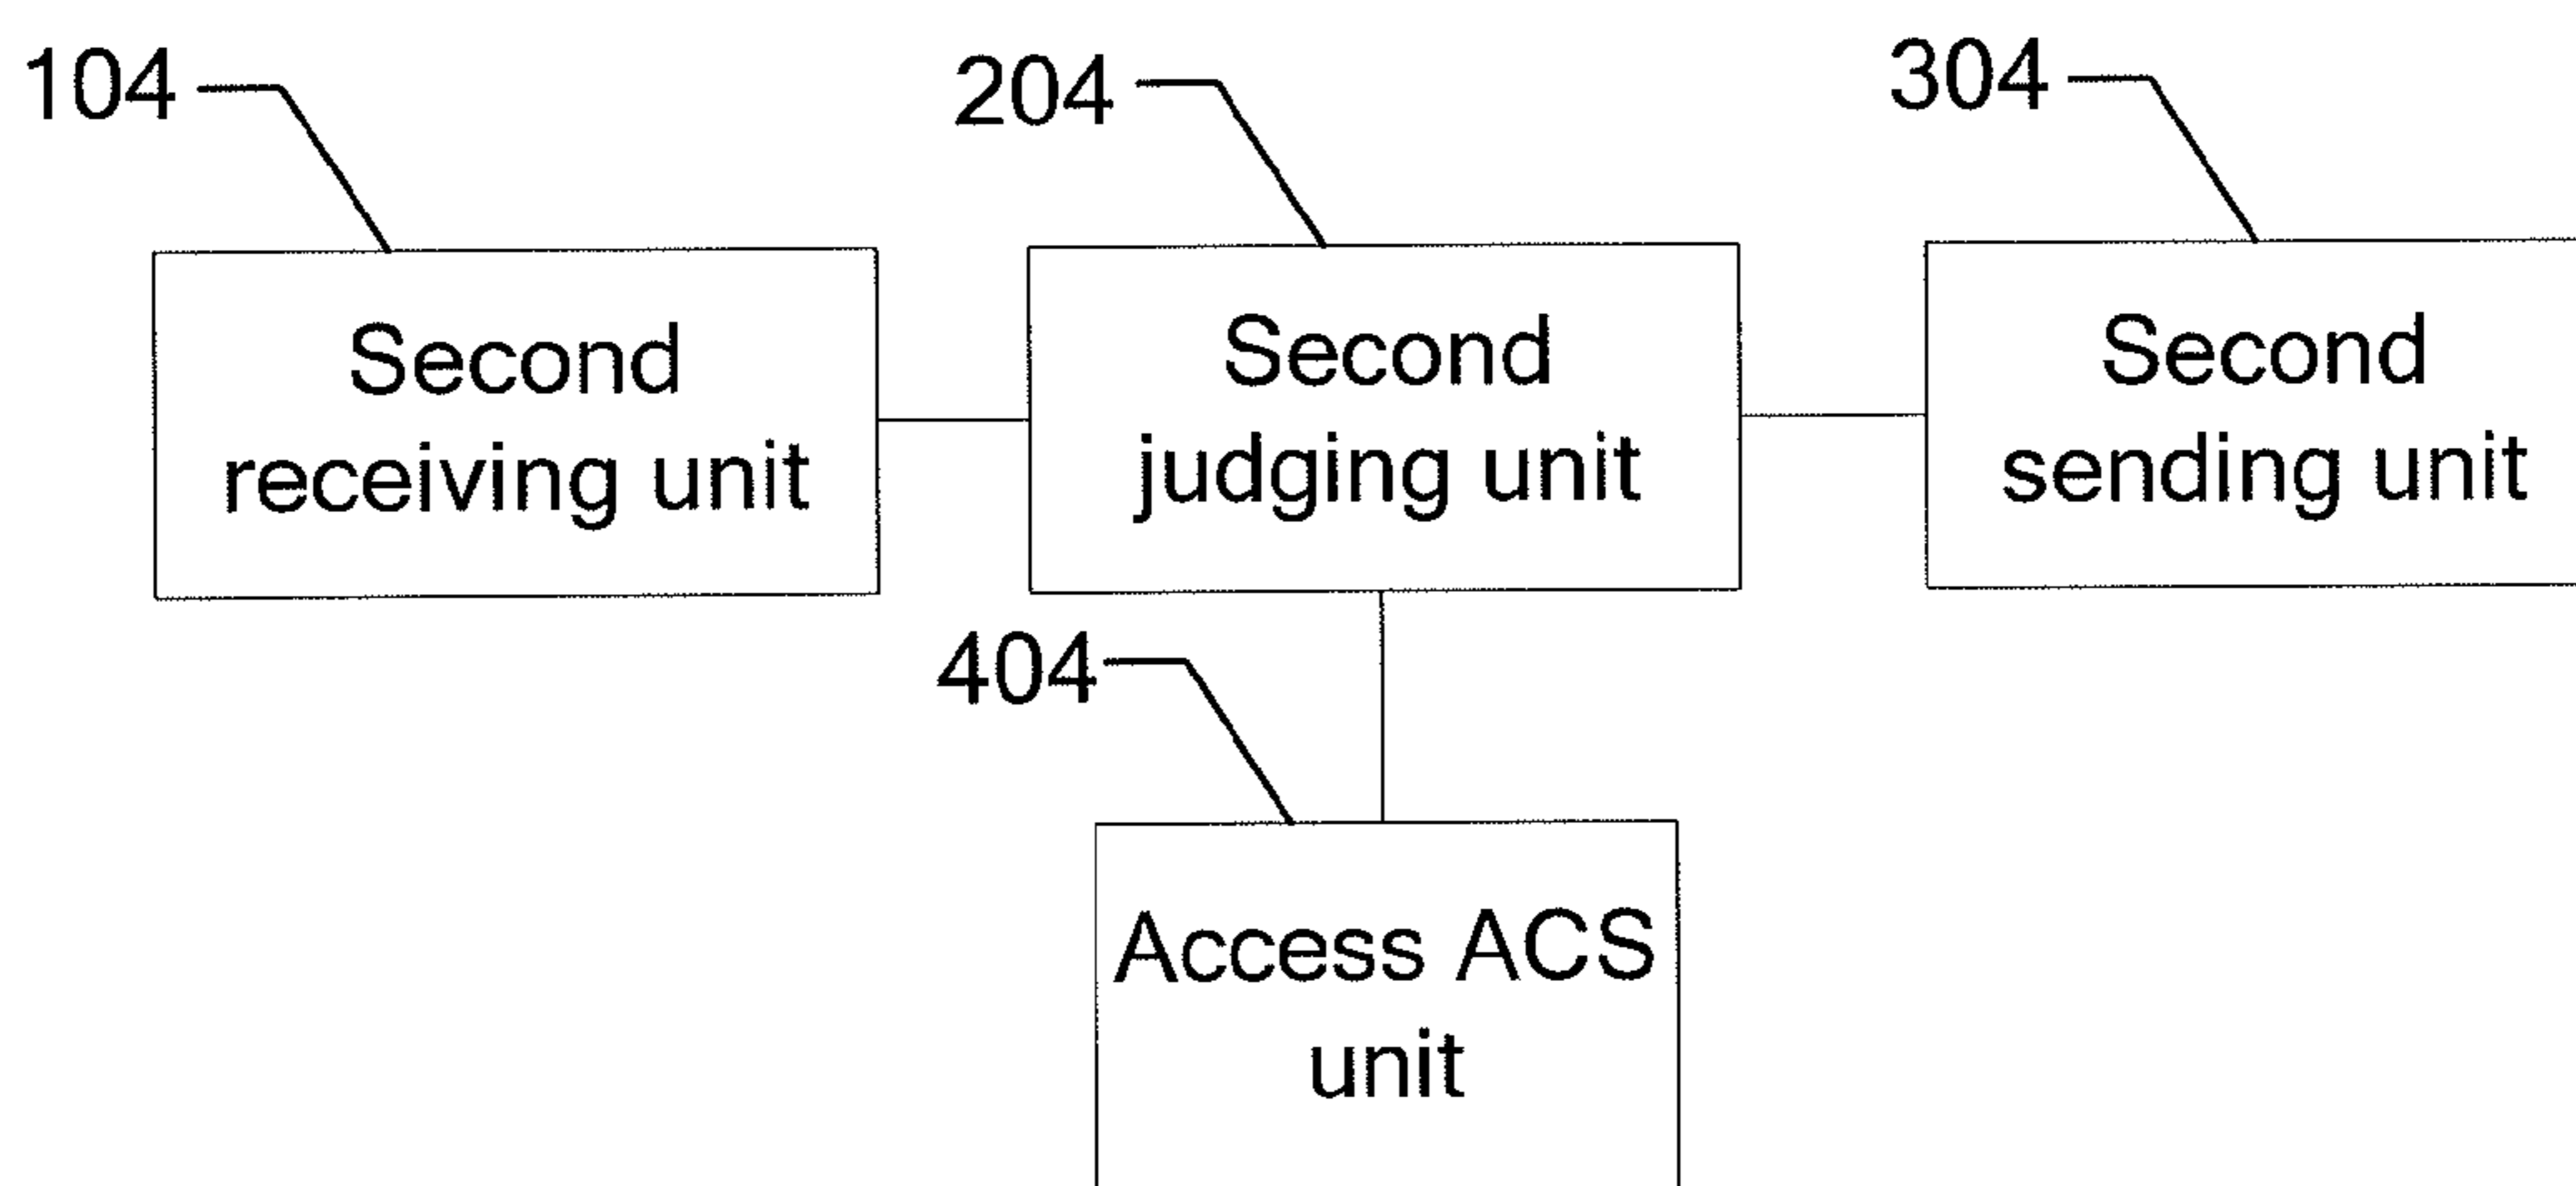 104
204
304
Second
receiving unit
Second
judging unit
Second
sending unit
404
Access ACS
unit